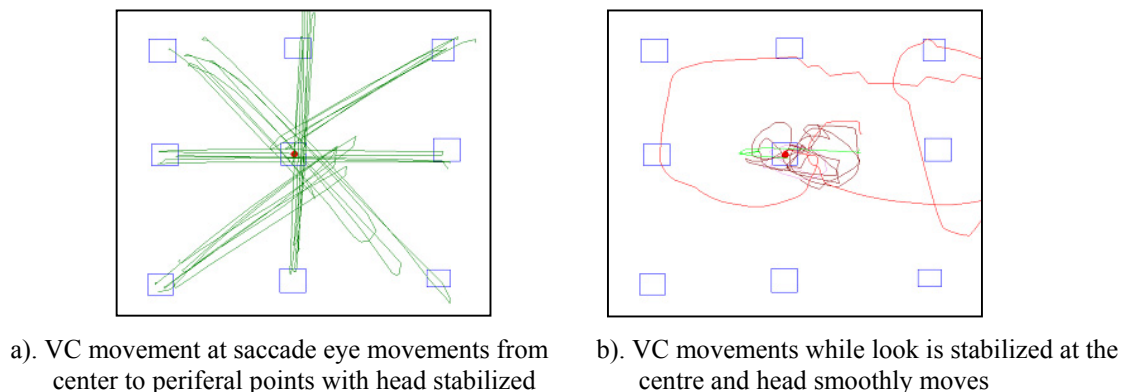 a). VC movement at saccade eye movements from
center to periferal points with head stabilized
b). VC movements while look is stabilized at the
centre and head smoothly moves